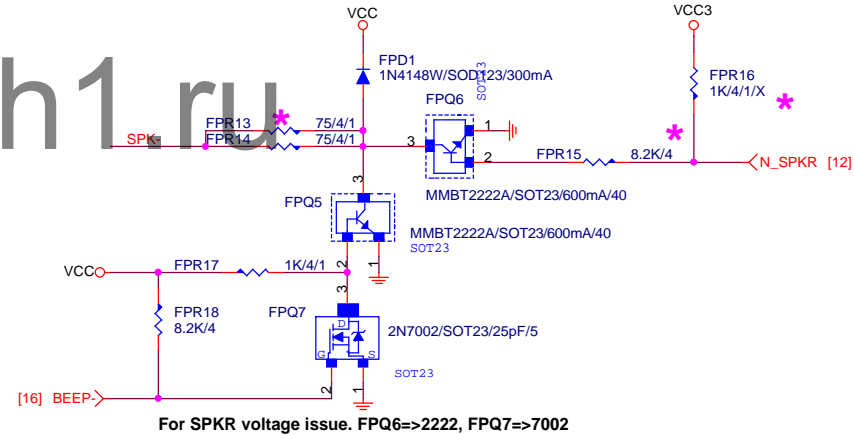 VCC
VCC3
FPD1
1N4148W/SOD123/300mA
SOT23
FPR16
1K/4/1/X
*
*
h1.ru
FPQ6
FPR13
*
75/4/1
1
SPK-
FPR14
75/4/1
3
2
FPR15
8.2K/4
N_SPKR [12]
3
MMBT2222A/SOT23/600mA/40
FPQ5
MMBT2222A/SOT23/600mA/40
SOT23
2
1
VCC
FPR17
1K/4/1
3
FPR18
8.2K/4
FPQ7
D
2N7002/SOT23/25pF/5
G
S
SOT23
2
1
[16] BEEP-
For SPKR voltage issue. FPQ6=>2222, FPQ7=>7002